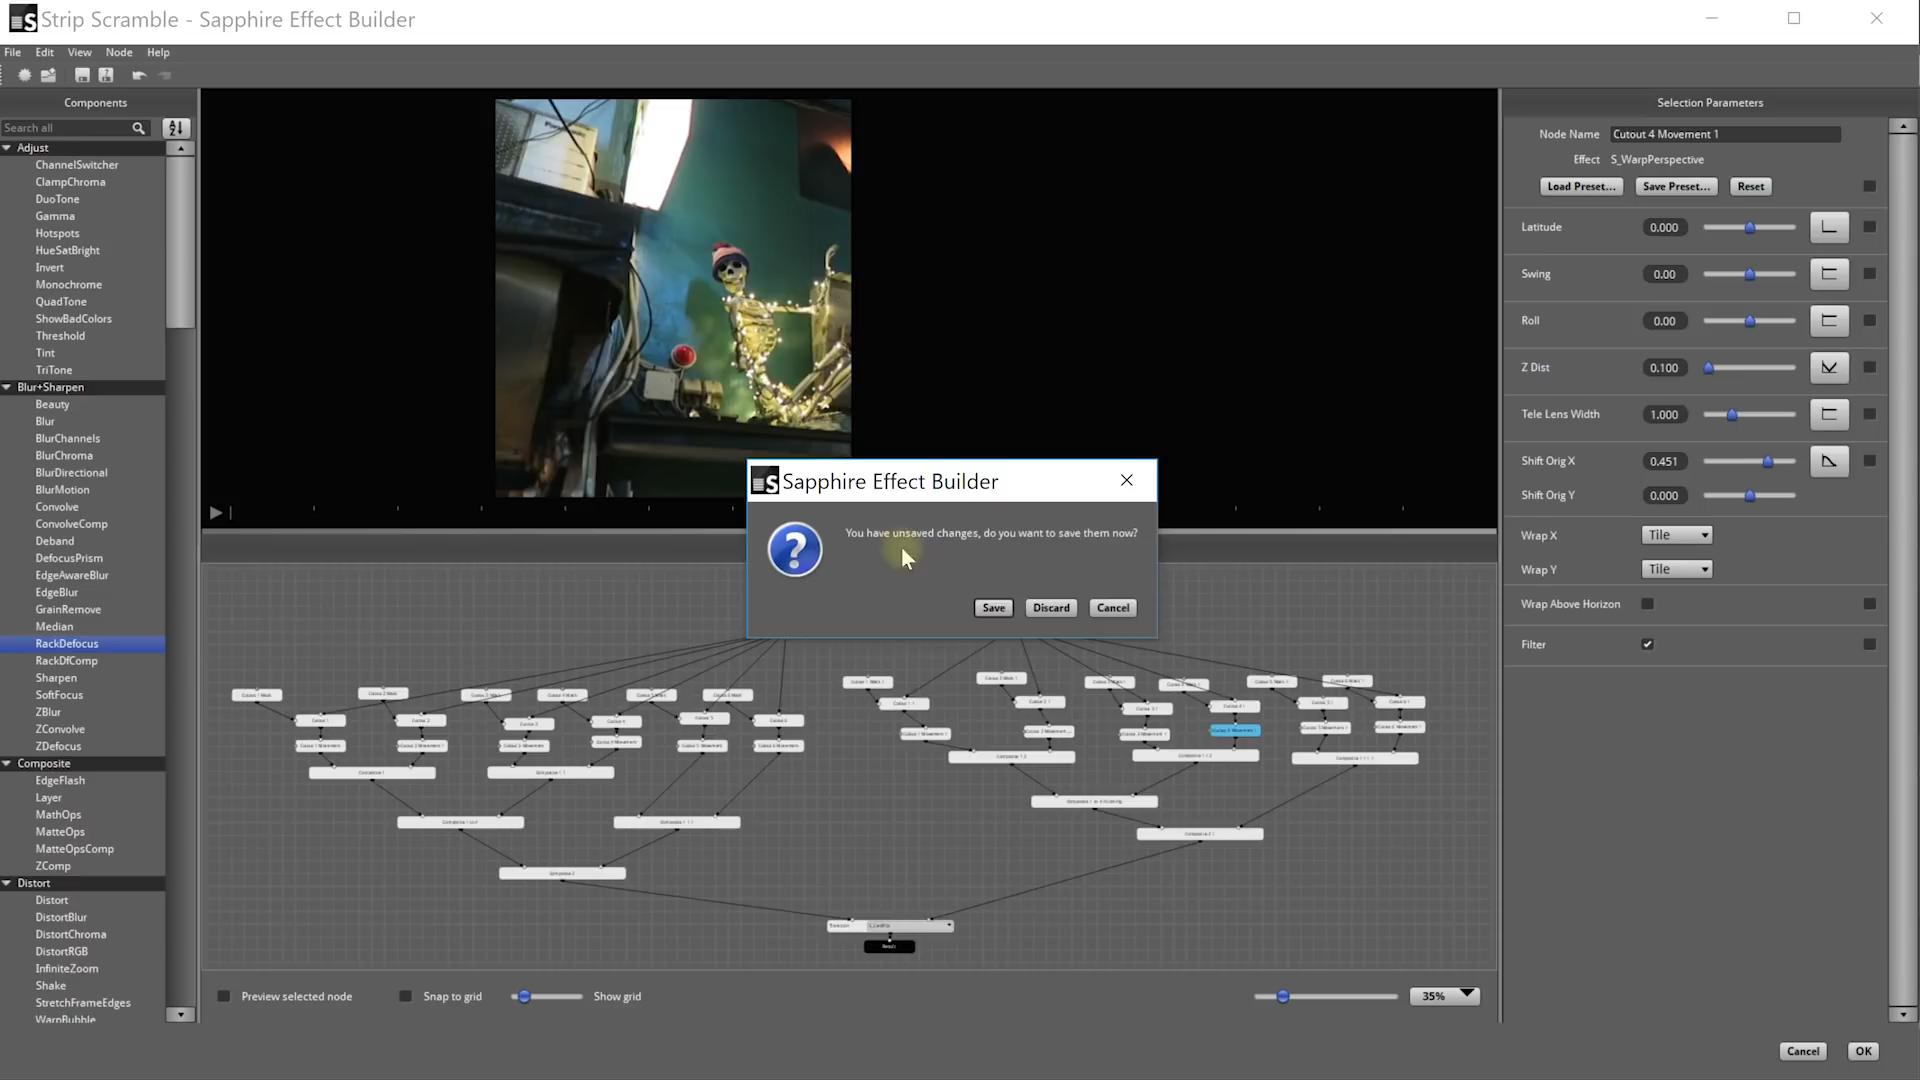 Strip Scramble - Sapphire Effect Builder
File Edit View Node Help
Components
Search all
Adjust
ChannelSwitcher
ClampChroma
DuoTone
Gamma
Hotspots
HueSatBright
Invert
Monochrome
QuadTone
ShowBadColors
Threshold
Tint
TriTone
Blur+Sharpen
Beauty
Blur
BlurChannels
BlurChroma
BlurDirectional
BlurMotion
Convolve
ConvolveComp
Deband
DefocusPrism
EdgeAwareBlur
EdgeBlur
GrainRemove
Median
RackDefocus
RackDfComp
Sharpen
SoftFocus
ZBlur
ZConvolve
ZDefocus
Composite
EdgeFlash
Layer
MathOps
MatteOps
MatteOpsComp
ZComp
Distort
Distort
DistortBlur
DistortChroma
DistortRGB
InfiniteZoom
Shake
StretchFrameEdges
WarpBubble
Panasonic
Sapphire Effect Builder
You have unsaved changes, do you want to save them now?
Save Discard Cancel
Result
Preview selected node
Snap to grid
Show grid
35%
Selection Parameters
Node Name Cutout 4 Movement 1
Effect S_WarpPerspective
Load Preset... Save Preset... Reset
Latitude 0.000
Swing 0.00
Roll 0.00
Z Dist 0.100
Tele Lens Width 1.000
Shift Orig X 0.451
Shift Orig Y 0.000
Wrap X Tile
Wrap Y Tile
Wrap Above Horizon
Filter
Cancel OK